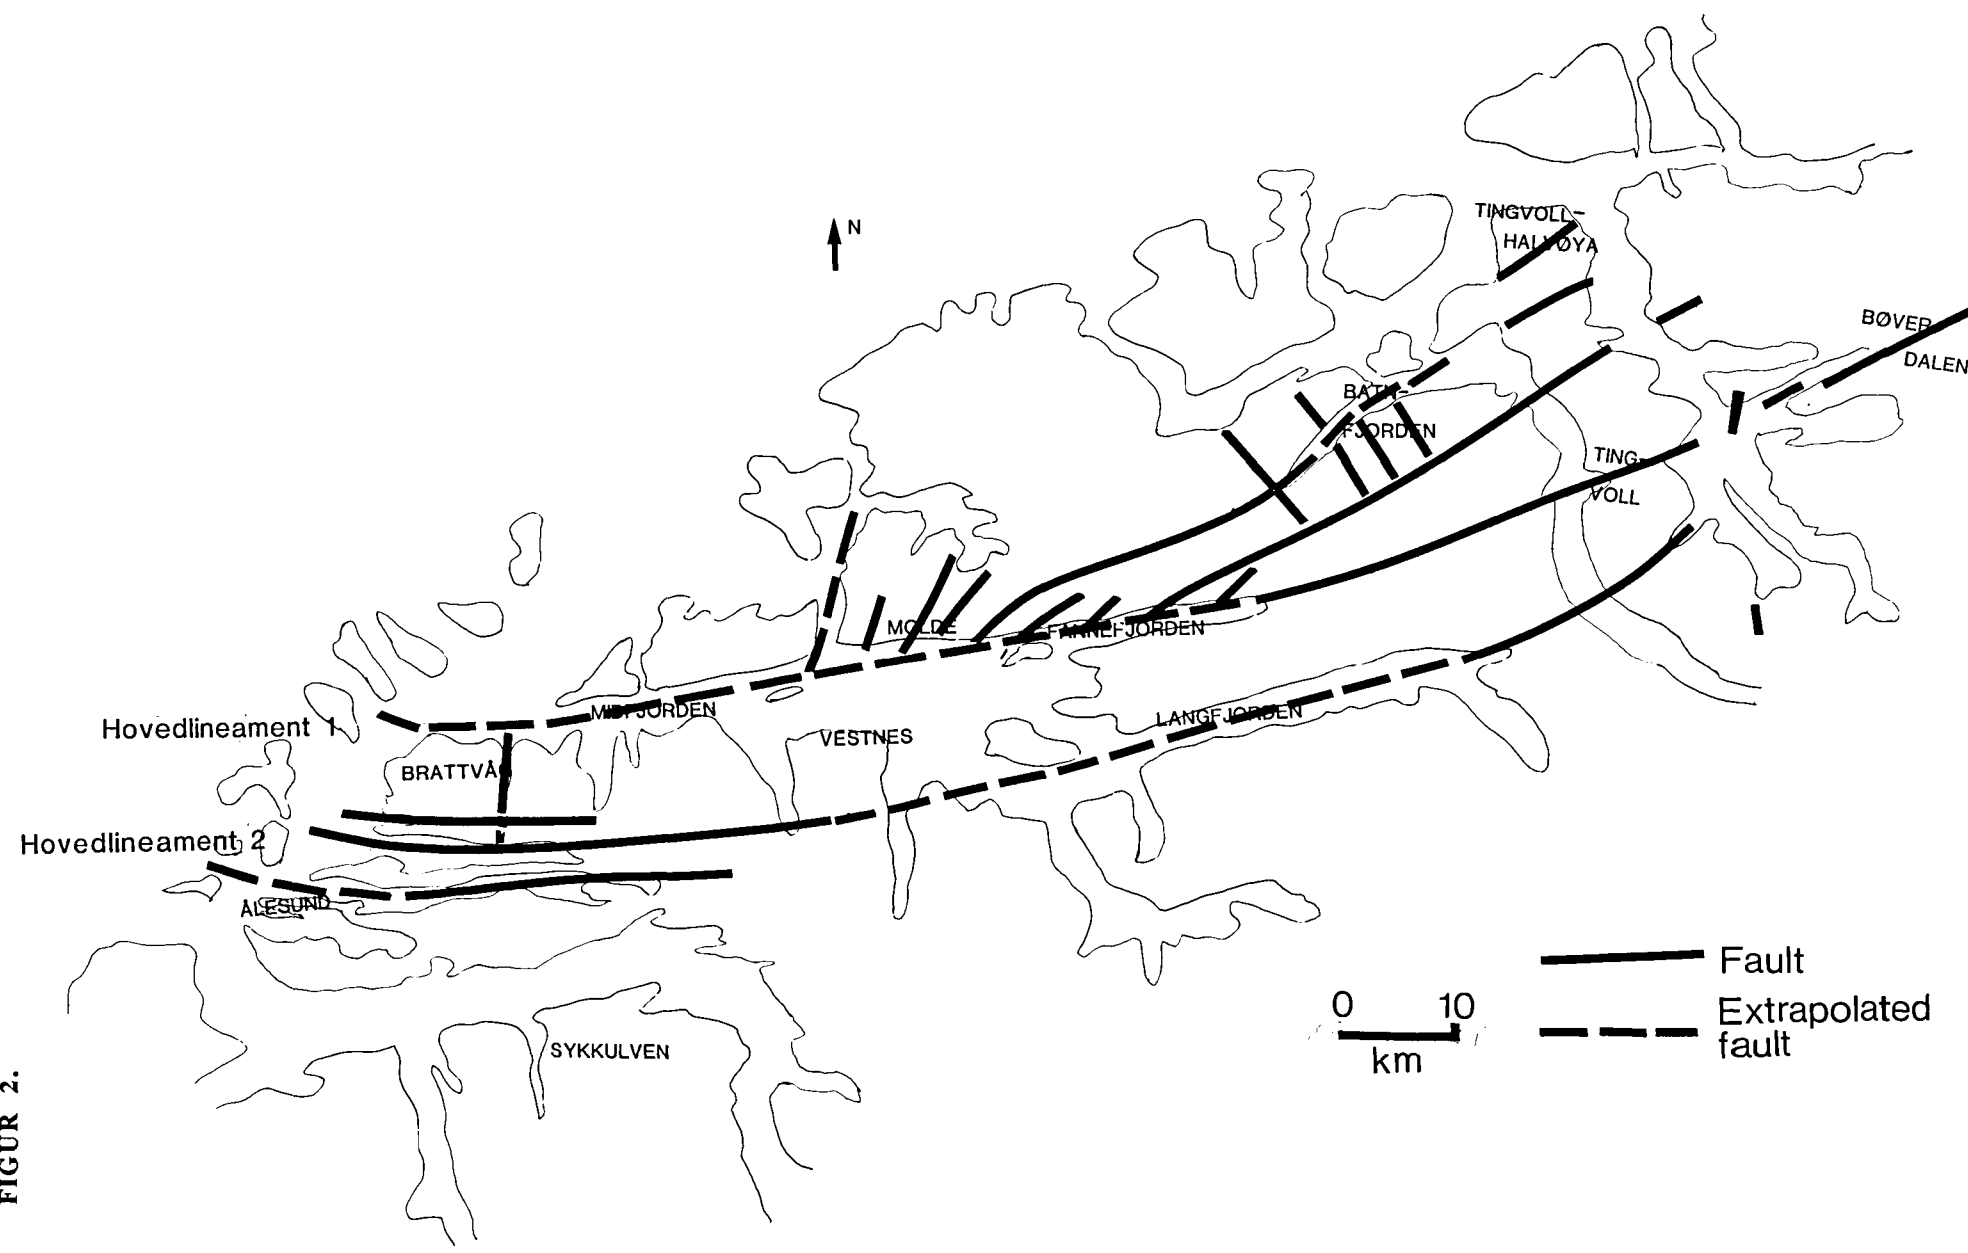 N
TINGVOLL-
HALVØYA
BØVER
DALEN
BATN-
FJORDEN
TING-
VOLL
MOLDE
FANNEFJORDEN
MIDFJORDEN
Hovedlineament 1
LANGFJORDEN
VESTNES
BRATTVÅG
Hovedlineament 2
ÅLESUND
SYKKULVEN
Fault
Extrapolated
fault
0 10
km
FIGUR 2.